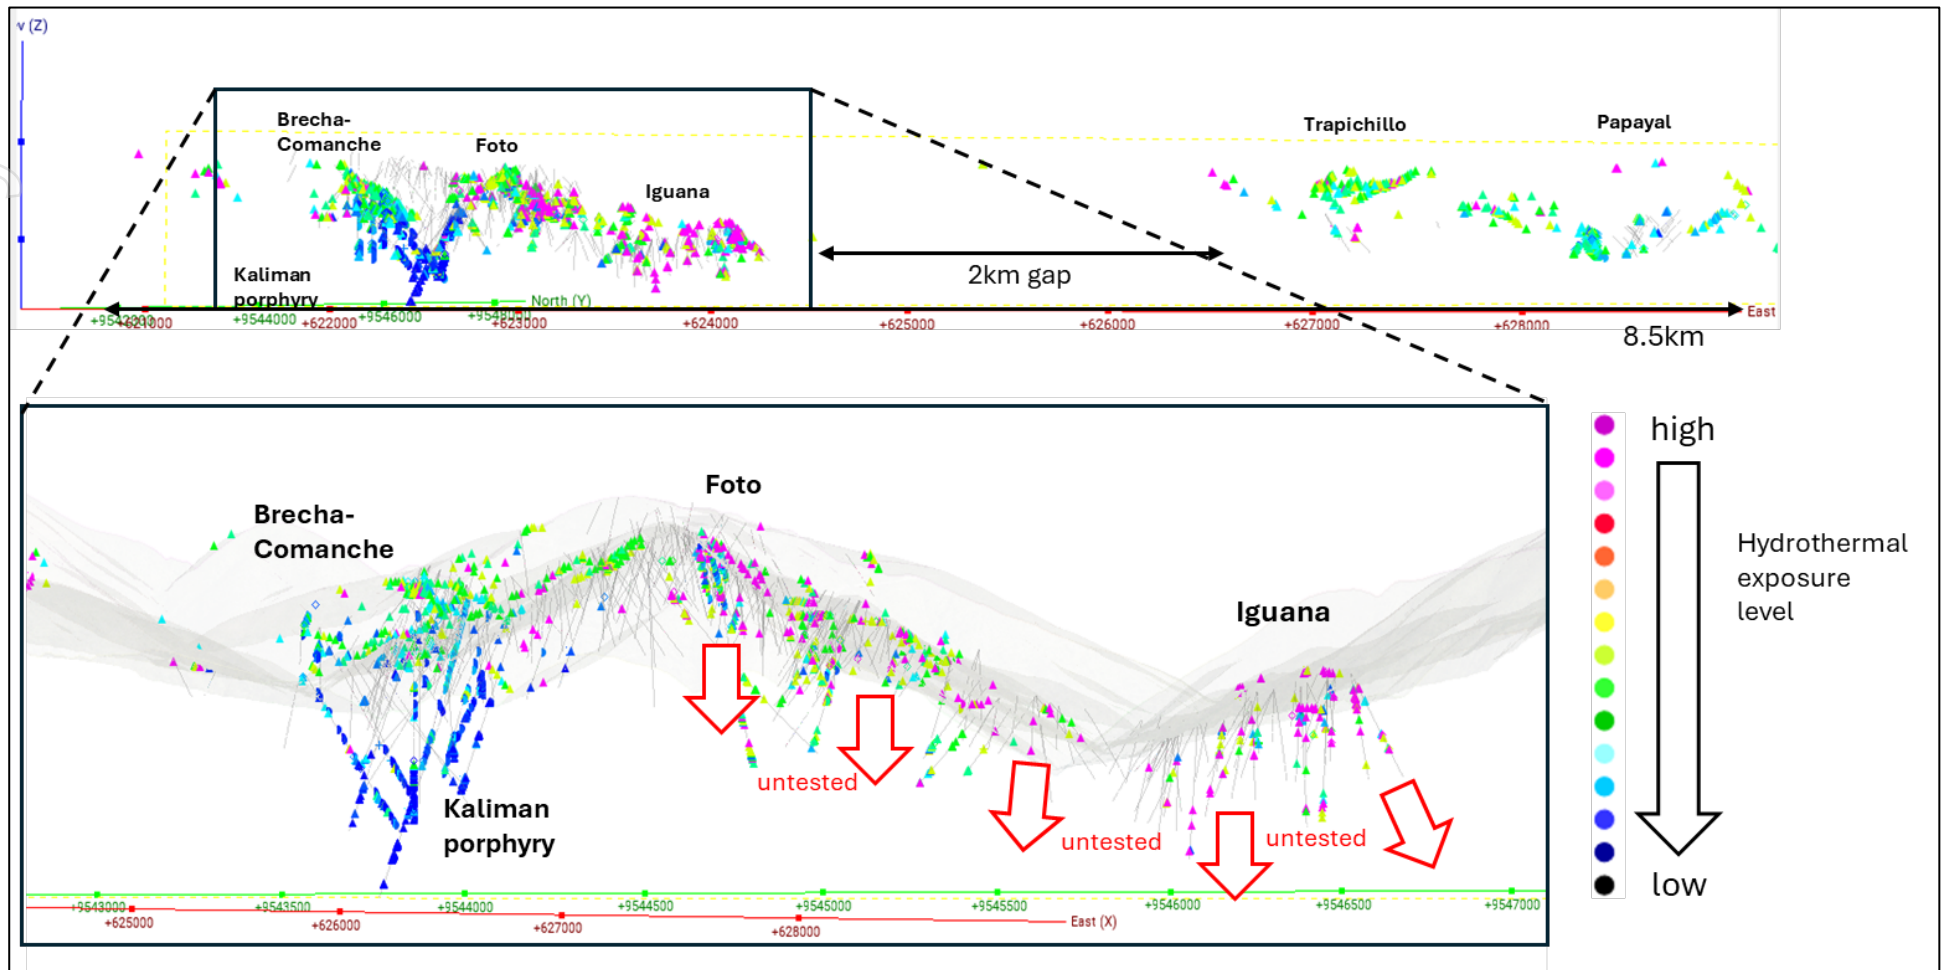 v (Z)
Brecha-
Comanche
Foto
Iguana
Trapichillo
Papayal
Kaliman
porphyry
2km gap
North (Y)
+9544000
+9546000
+621000
+622000
+623000
+624000
+625000
+626000
+627000
+628000
East
8.5km
Foto
Brecha-
Comanche
Iguana
Kaliman
porphyry
untested
untested
untested
+9543000
+9543500
+9544000
+9544500
+9545000
+9545500
+9546000
+9546500
+9547000
+625000
+626000
+627000
+628000
East (X)
high
Hydrothermal
exposure
level
low